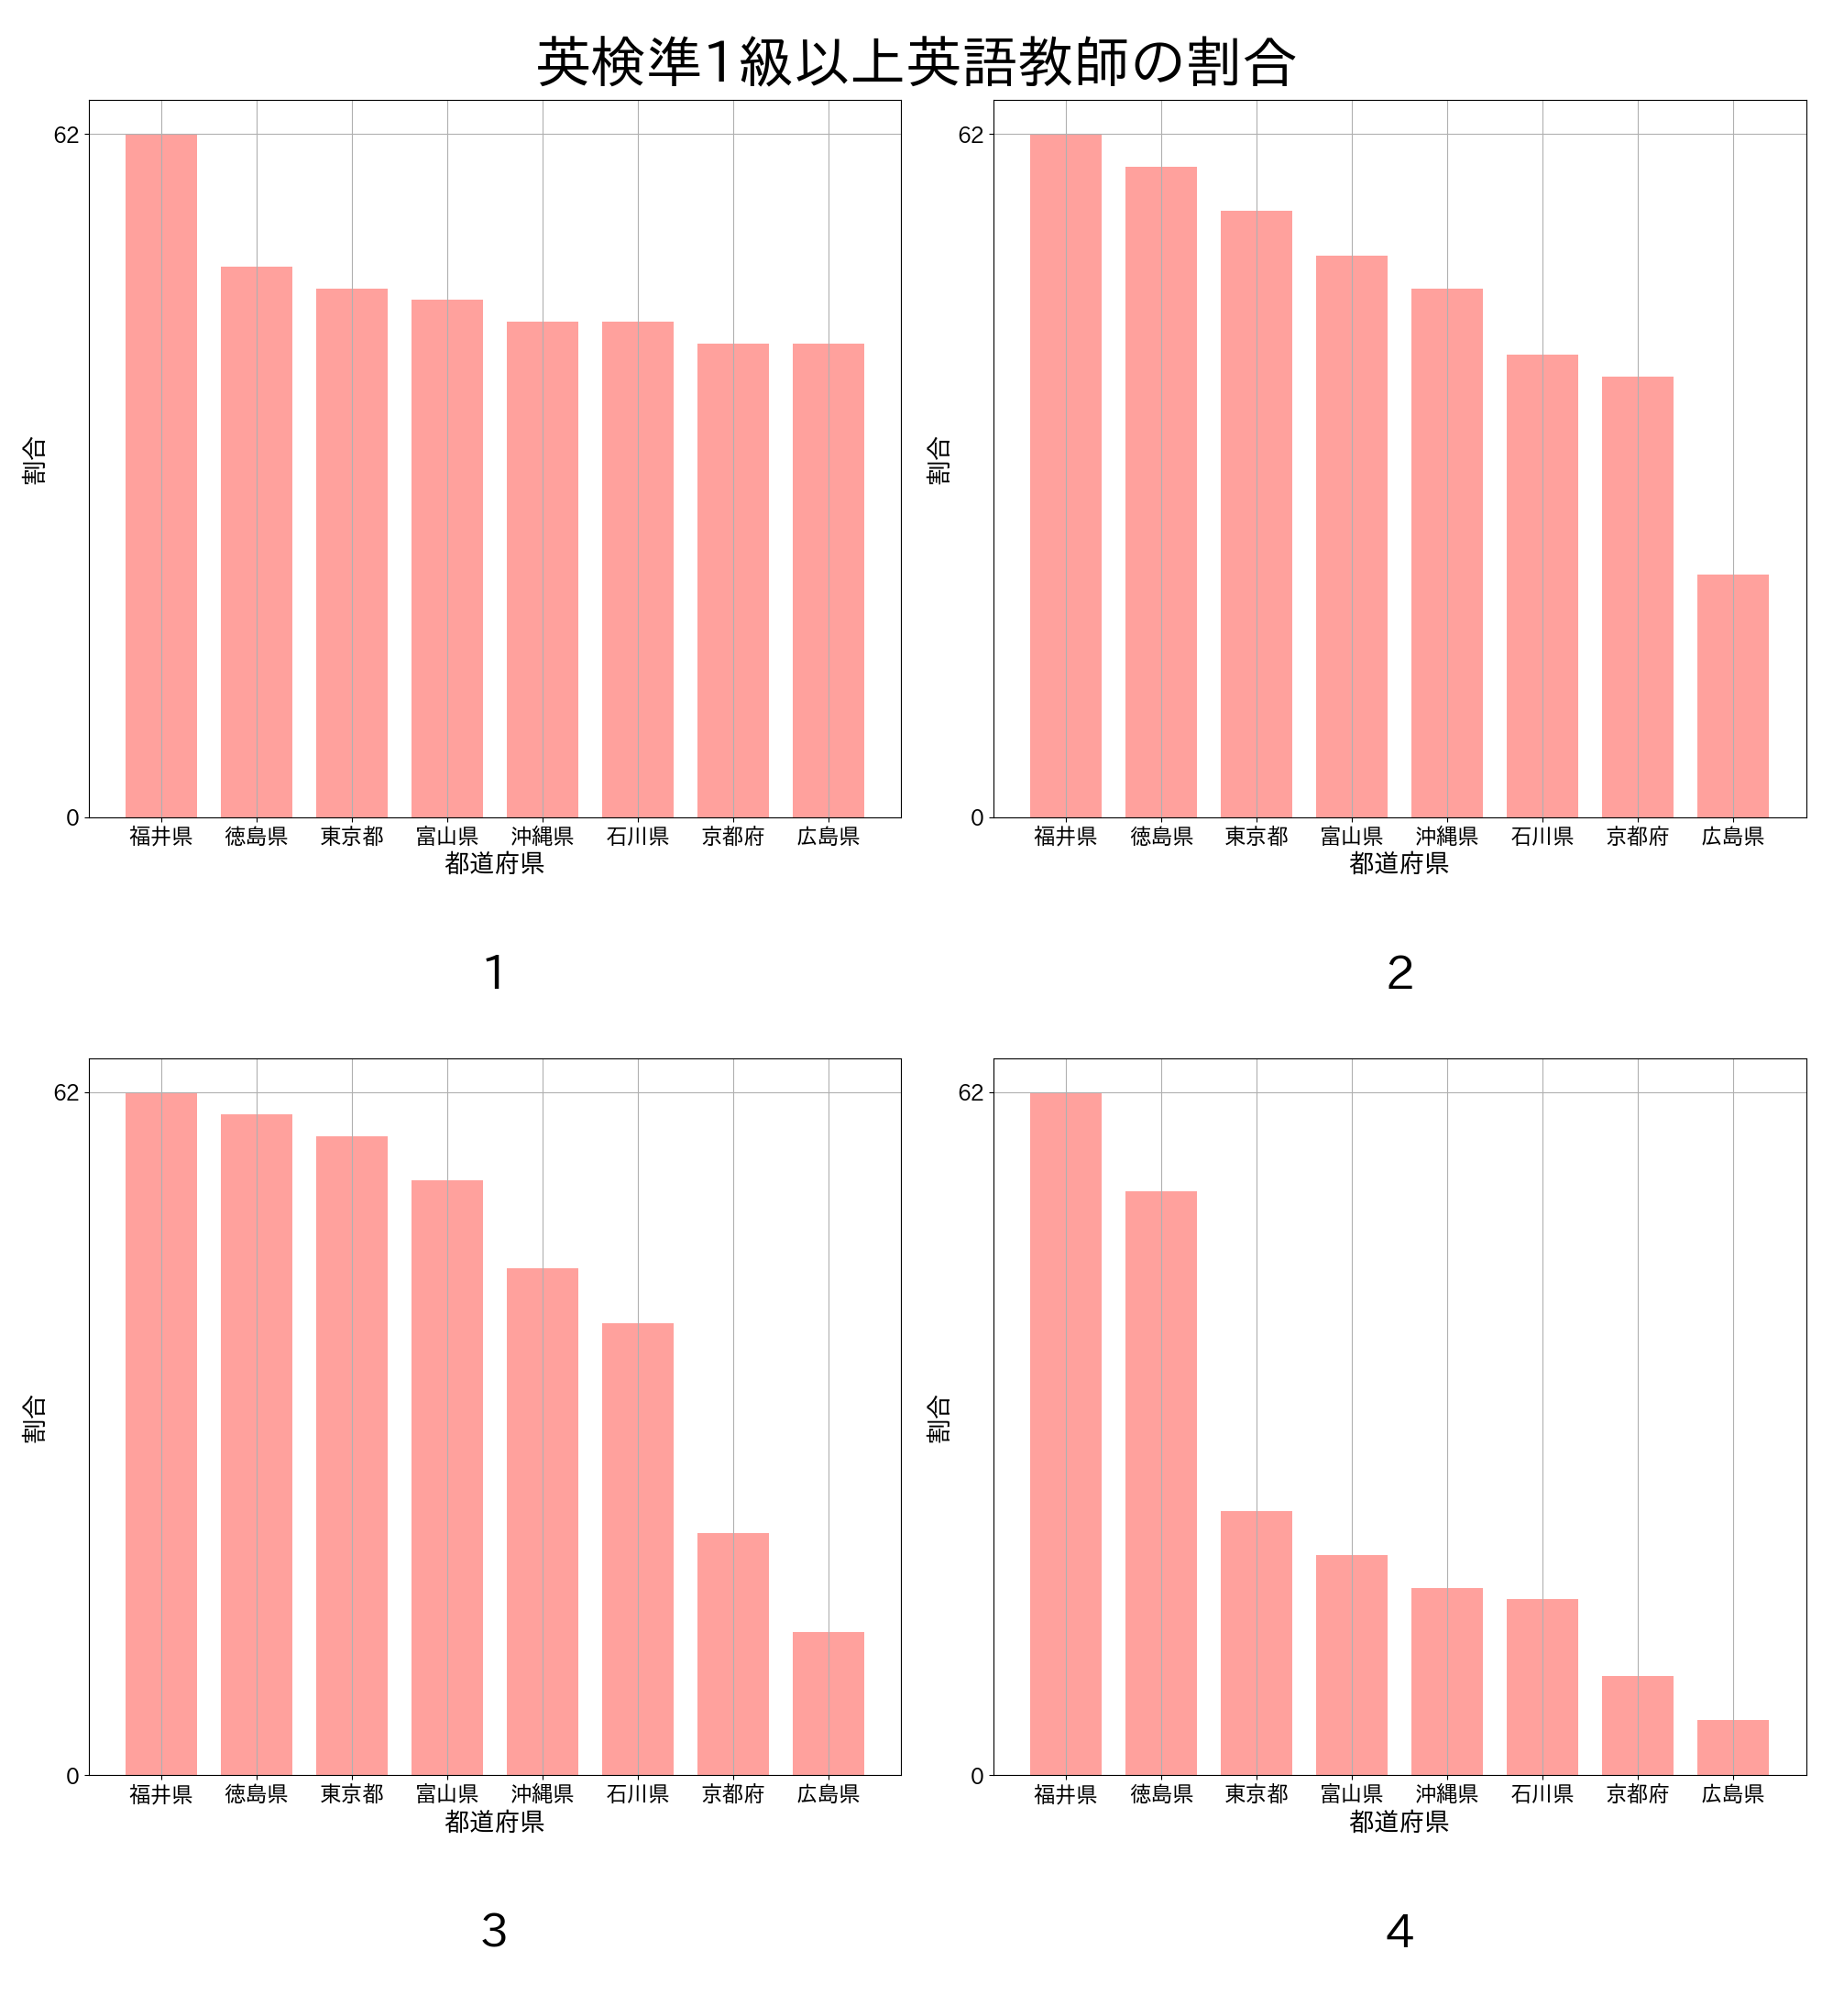 英検準1級以上英語教師の割合
62
0
割合
福井県 徳島県 東京都 富山県 沖縄県 石川県 京都府 広島県
都道府県
1
62
0
割合
福井県 徳島県 東京都 富山県 沖縄県 石川県 京都府 広島県
都道府県
2
62
0
割合
福井県 徳島県 東京都 富山県 沖縄県 石川県 京都府 広島県
都道府県
3
62
0
割合
福井県 徳島県 東京都 富山県 沖縄県 石川県 京都府 広島県
都道府県
4